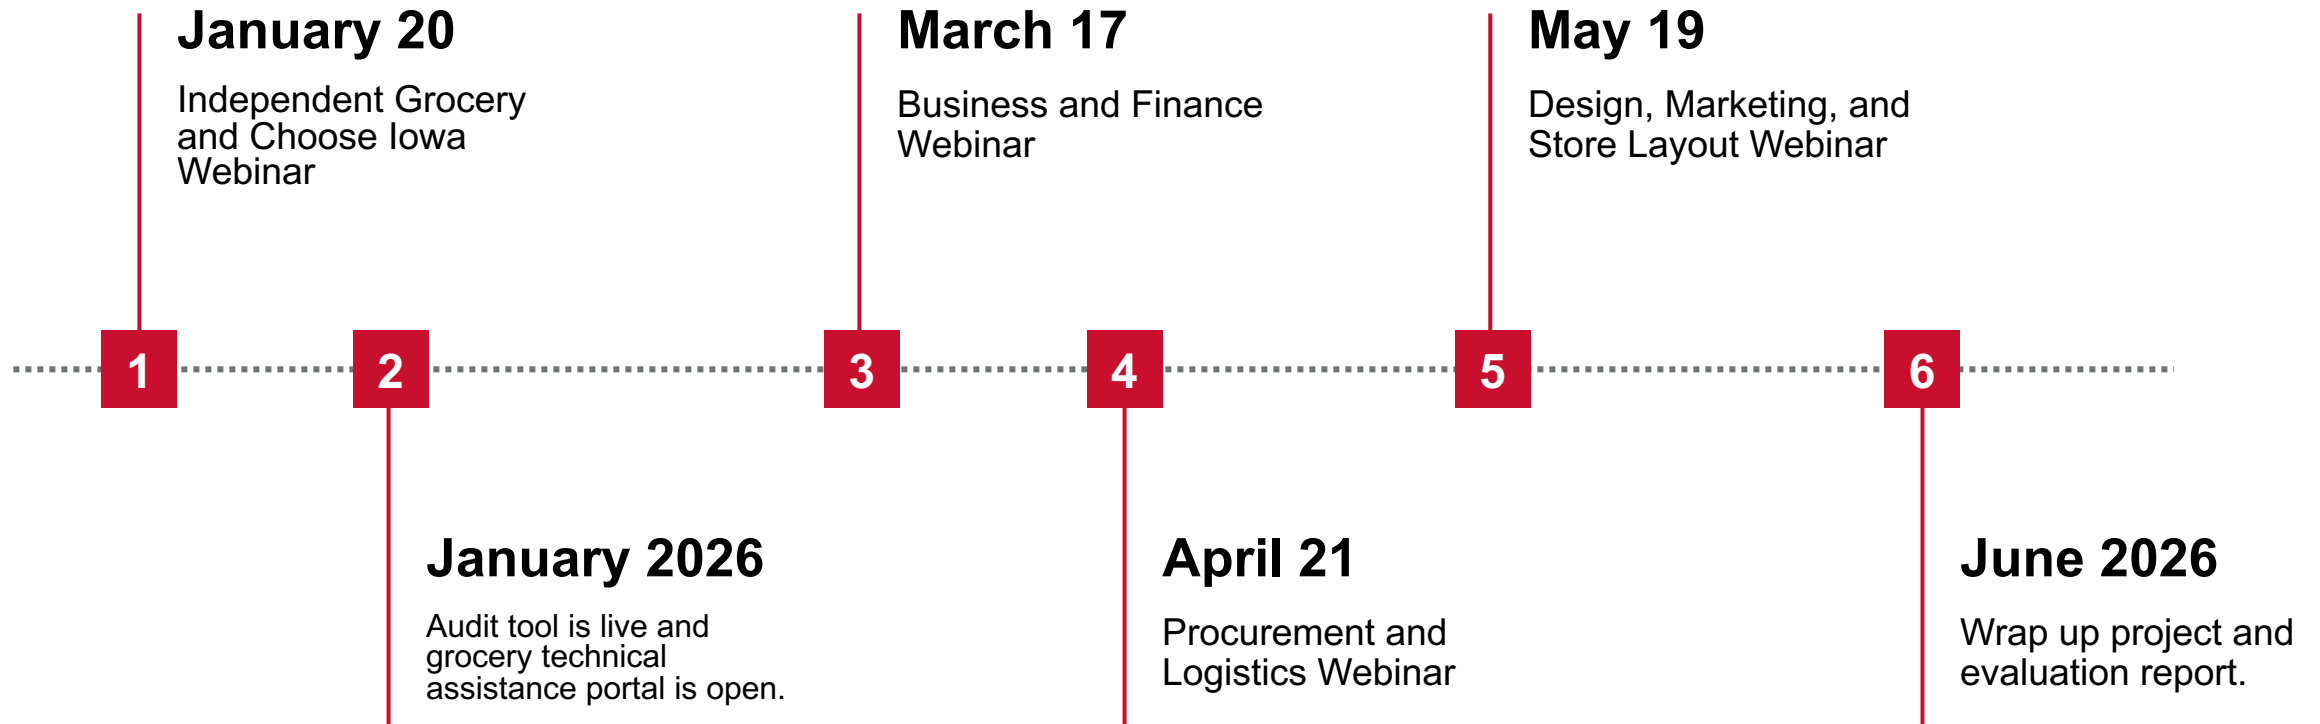 January 20
Independent Grocery
and Choose Iowa
Webinar
March 17
Business and Finance
Webinar
May 19
Design, Marketing, and
Store Layout Webinar
1
2
3
4
5
6
January 2026
Audit tool is live and
grocery technical
assistance portal is open.
April 21
Procurement and
Logistics Webinar
June 2026
Wrap up project and
evaluation report.